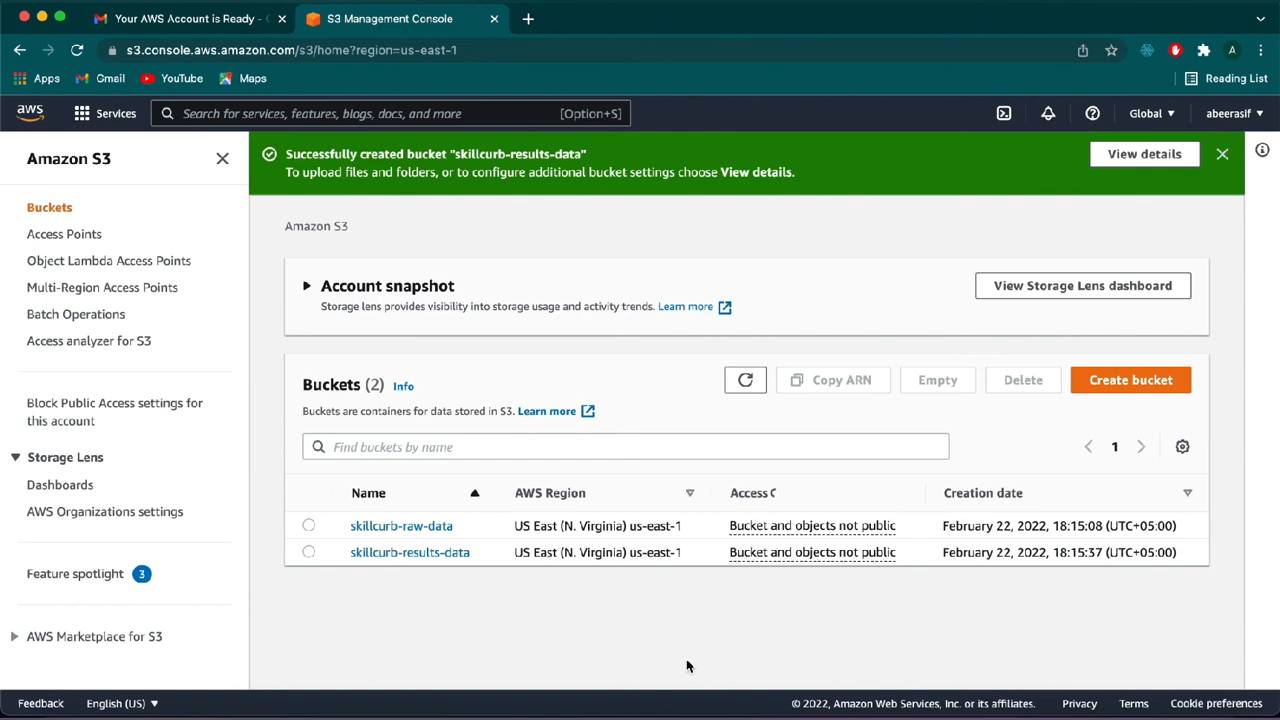 Your AWS Account is Ready - (
S3 Management Console
s3.console.aws.amazon.com/s3/home?region=us-east-1
A
Apps
Gmail
YouTube
Maps
Reading List
aws
Services
Search for services, features, blogs, docs, and more
[Option+S]
Global
abeerasif
Amazon S3
Buckets
Access Points
Object Lambda Access Points
Multi-Region Access Points
Batch Operations
Access analyzer for S3
Block Public Access settings for
this account
Storage Lens
Dashboards
AWS Organizations settings
Feature spotlight 3
AWS Marketplace for S3
Successfully created bucket "skillcurb-results-data"
To upload files and folders, or to configure additional bucket settings choose View details.
View details
Amazon S3
Account snapshot
Storage lens provides visibility into storage usage and activity trends. Learn more
View Storage Lens dashboard
Buckets (2) Info
Buckets are containers for data stored in S3. Learn more
Copy ARN
Empty
Delete
Create bucket
Find buckets by name
1
Name AWS Region Access Creation date
skillcurb-raw-data US East (N. Virginia) us-east-1 Bucket and objects not public February 22, 2022, 18:15:08 (UTC+05:00)
skillcurb-results-data US East (N. Virginia) us-east-1 Bucket and objects not public February 22, 2022, 18:15:37 (UTC+05:00)
Feedback English (US) © 2022, Amazon Web Services, Inc. or its affiliates. Privacy Terms Cookie preferences